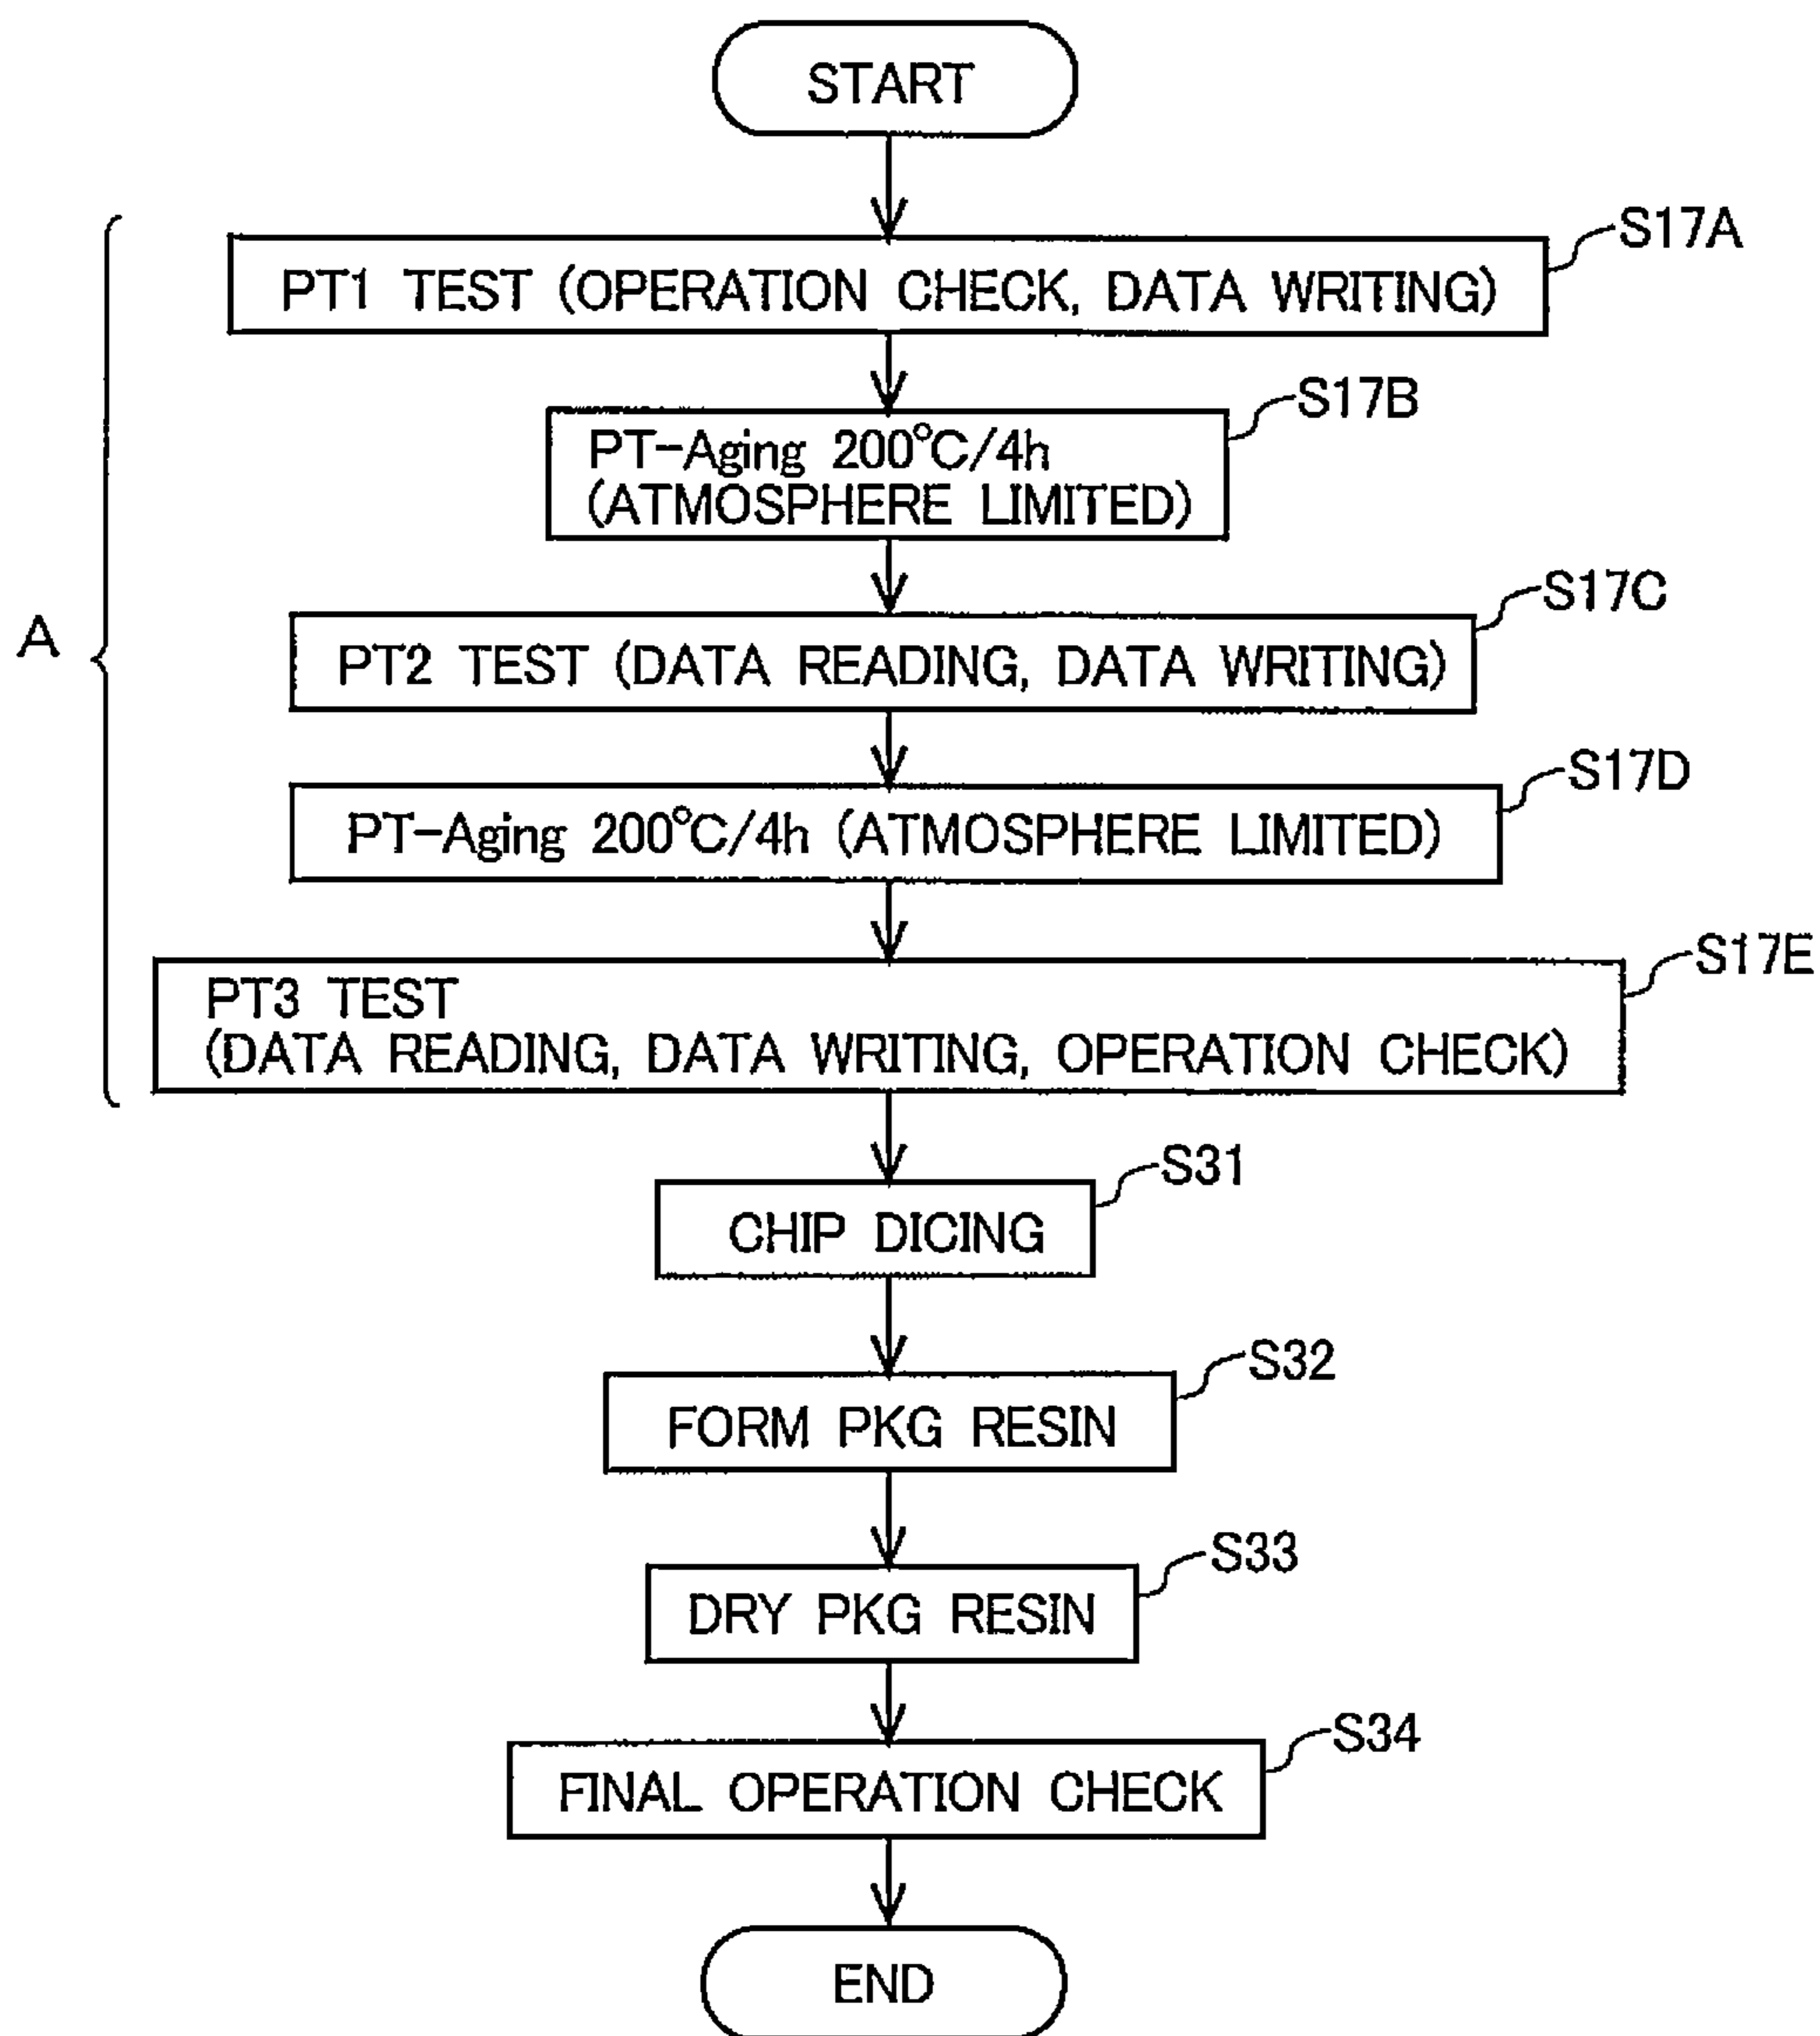 START
S17A
PT1 TEST (OPERATION CHECK, DATA WRITING)
S17B
PT-Aging 200°C/4h
(ATMOSPHERE LIMITED)
S17C
PT2 TEST (DATA READING, DATA WRITING)
A
S17D
PT-Aging 200°C/4h (ATMOSPHERE LIMITED)
S17E
PT3 TEST
(DATA READING, DATA WRITING, OPERATION CHECK)
S31
CHIP DICING
S32
FORM PKG RESIN
S33
DRY PKG RESIN
S34
FINAL OPERATION CHECK
END